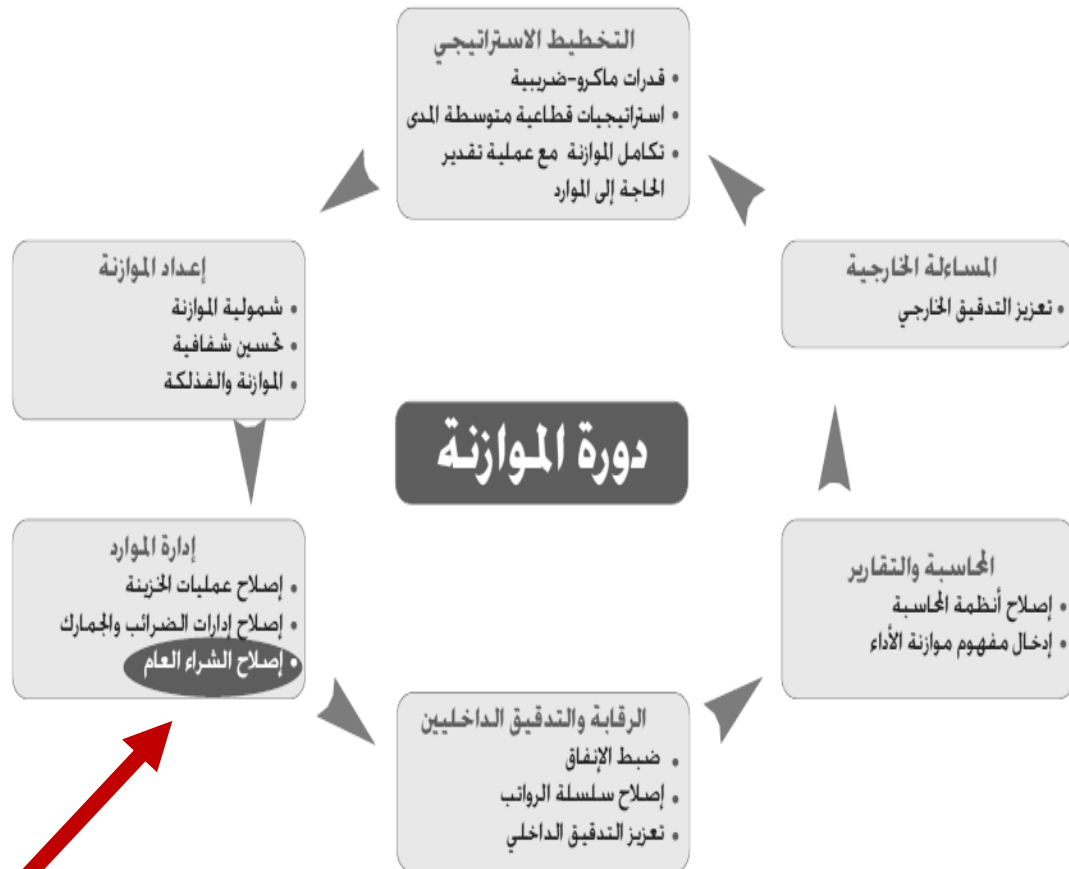 التخطيط الاستراتيجي
• قدرات ماكرو-ضريبية
• استراتيجيات قطاعية متوسطة المدى
• تكامل الموازنة مع عملية تقدير
الحاجة إلى الموارد
إعداد الموازنة
• شمولية الموازنة
• تحسين شفافية
• الموازنة والفذلكة
إدارة الموارد
• إصلاح عمليات الخزينة
• إصلاح إدارات الضرائب والجمارك
• إصلاح الشراء العام
الرقابة والتدقيق الداخليين
• ضبط الإنفاق
• إصلاح سلسلة الرواتب
• تعزيز التدقيق الداخلي
المحاسبة والتقارير
• إصلاح أنظمة المحاسبة
• إدخال مفهوم موازنة الأداء
المساءلة الخارجية
• تعزيز التدقيق الخارجي
دورة الموازنة